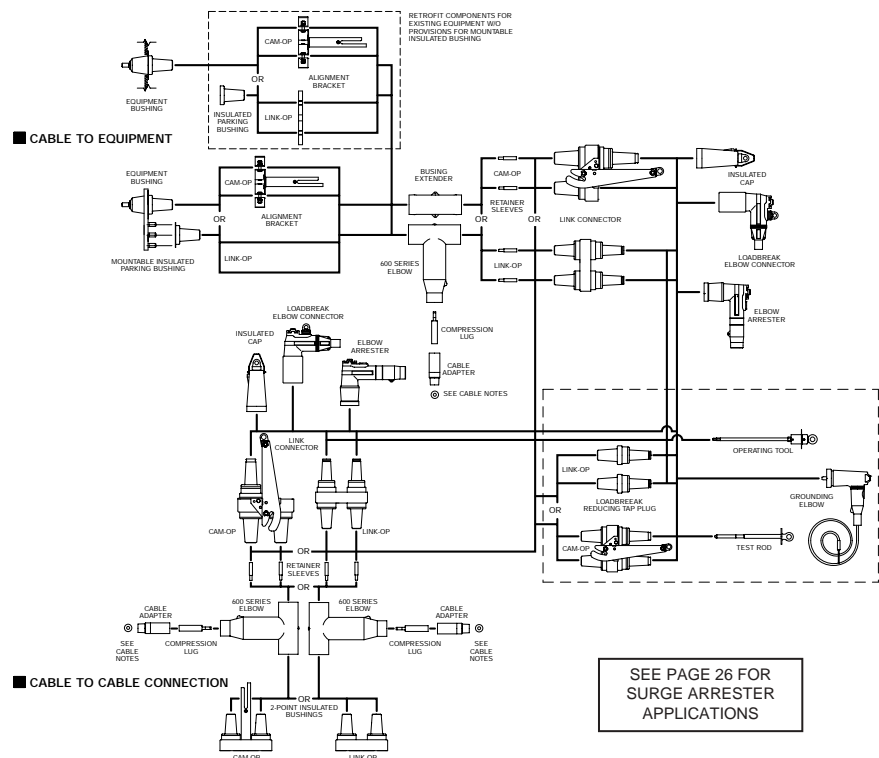 RETROFIT COMPONENTS FOR
EXISTING EQUIPMENT W/O
PROVISIONS FOR MOUNTABLE
INSULATED BUSHING
CAM-OP
OR
ALIGNMENT
BRACKET
EQUIPMENT
BUSHING
INSULATED
PARKING
BUSHING
LINK-OP
■ CABLE TO EQUIPMENT
EQUIPMENT
BUSHING
CAM-OP
OR
ALIGNMENT
BRACKET
MOUNTABLE INSULATED
PARKING BUSHING
LINK-OP
BUSING
EXTENDER
600 SERIES
ELBOW
COMPRESSION
LUG
CABLE
ADAPTER
SEE CABLE NOTES
CAM-OP
RETAINER
SLEEVES
OR
OR
LINK CONNECTOR
LINK-OP
INSULATED
CAP
LOADBREAK
ELBOW CONNECTOR
ELBOW
ARRESTER
LOADBREAK
ELBOW CONNECTOR
INSULATED
CAP
ELBOW
ARRESTER
LINK
CONNECTOR
CAM-OP
LINK-OP
OR
RETAINER
SLEEVES
OR
OPERATING TOOL
LINK-OP
LOADBREEAK
REDUCING TAP PLUG
OR
GROUNDING
ELBOW
CAM-OP
TEST ROD
600 SERIES
ELBOW
600 SERIES
ELBOW
CABLE
ADAPTER
COMPRESSION
LUG
SEE
CABLE
NOTES
COMPRESSION
LUG
CABLE
ADAPTER
SEE
CABLE
NOTES
■ CABLE TO CABLE CONNECTION
OR
2-POINT INSULATED
BUSHINGS
CAM-OP
LINK-OP
SEE PAGE 26 FOR
SURGE ARRESTER
APPLICATIONS